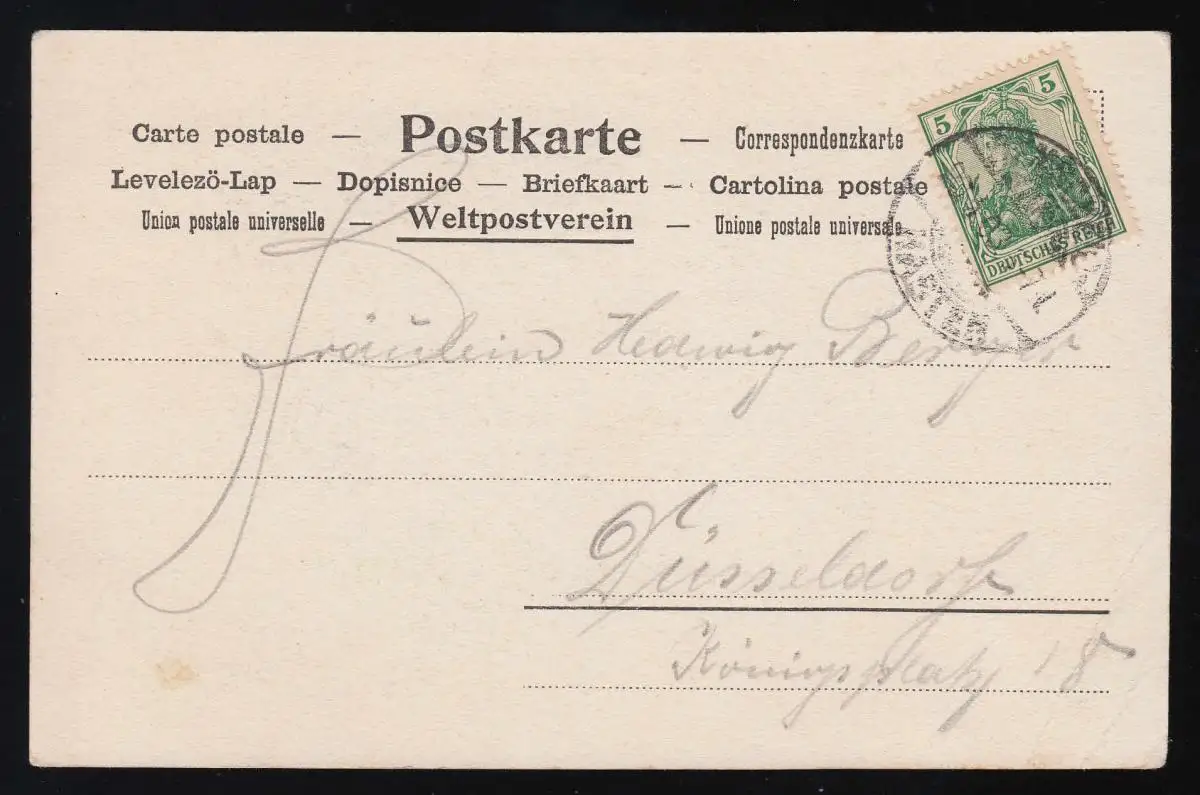 Carte postale — Postkarte — Correspondenzkarte
Levelezö-Lap — Dopisnice — Briefkaart — Cartolina postale
Union postale universelle — Weltpostverein — Unione postale universale
5 5
DEUTSCHES REICH
Fräulein Hedwig Berger
Düsseldorf
Königsplatz 18